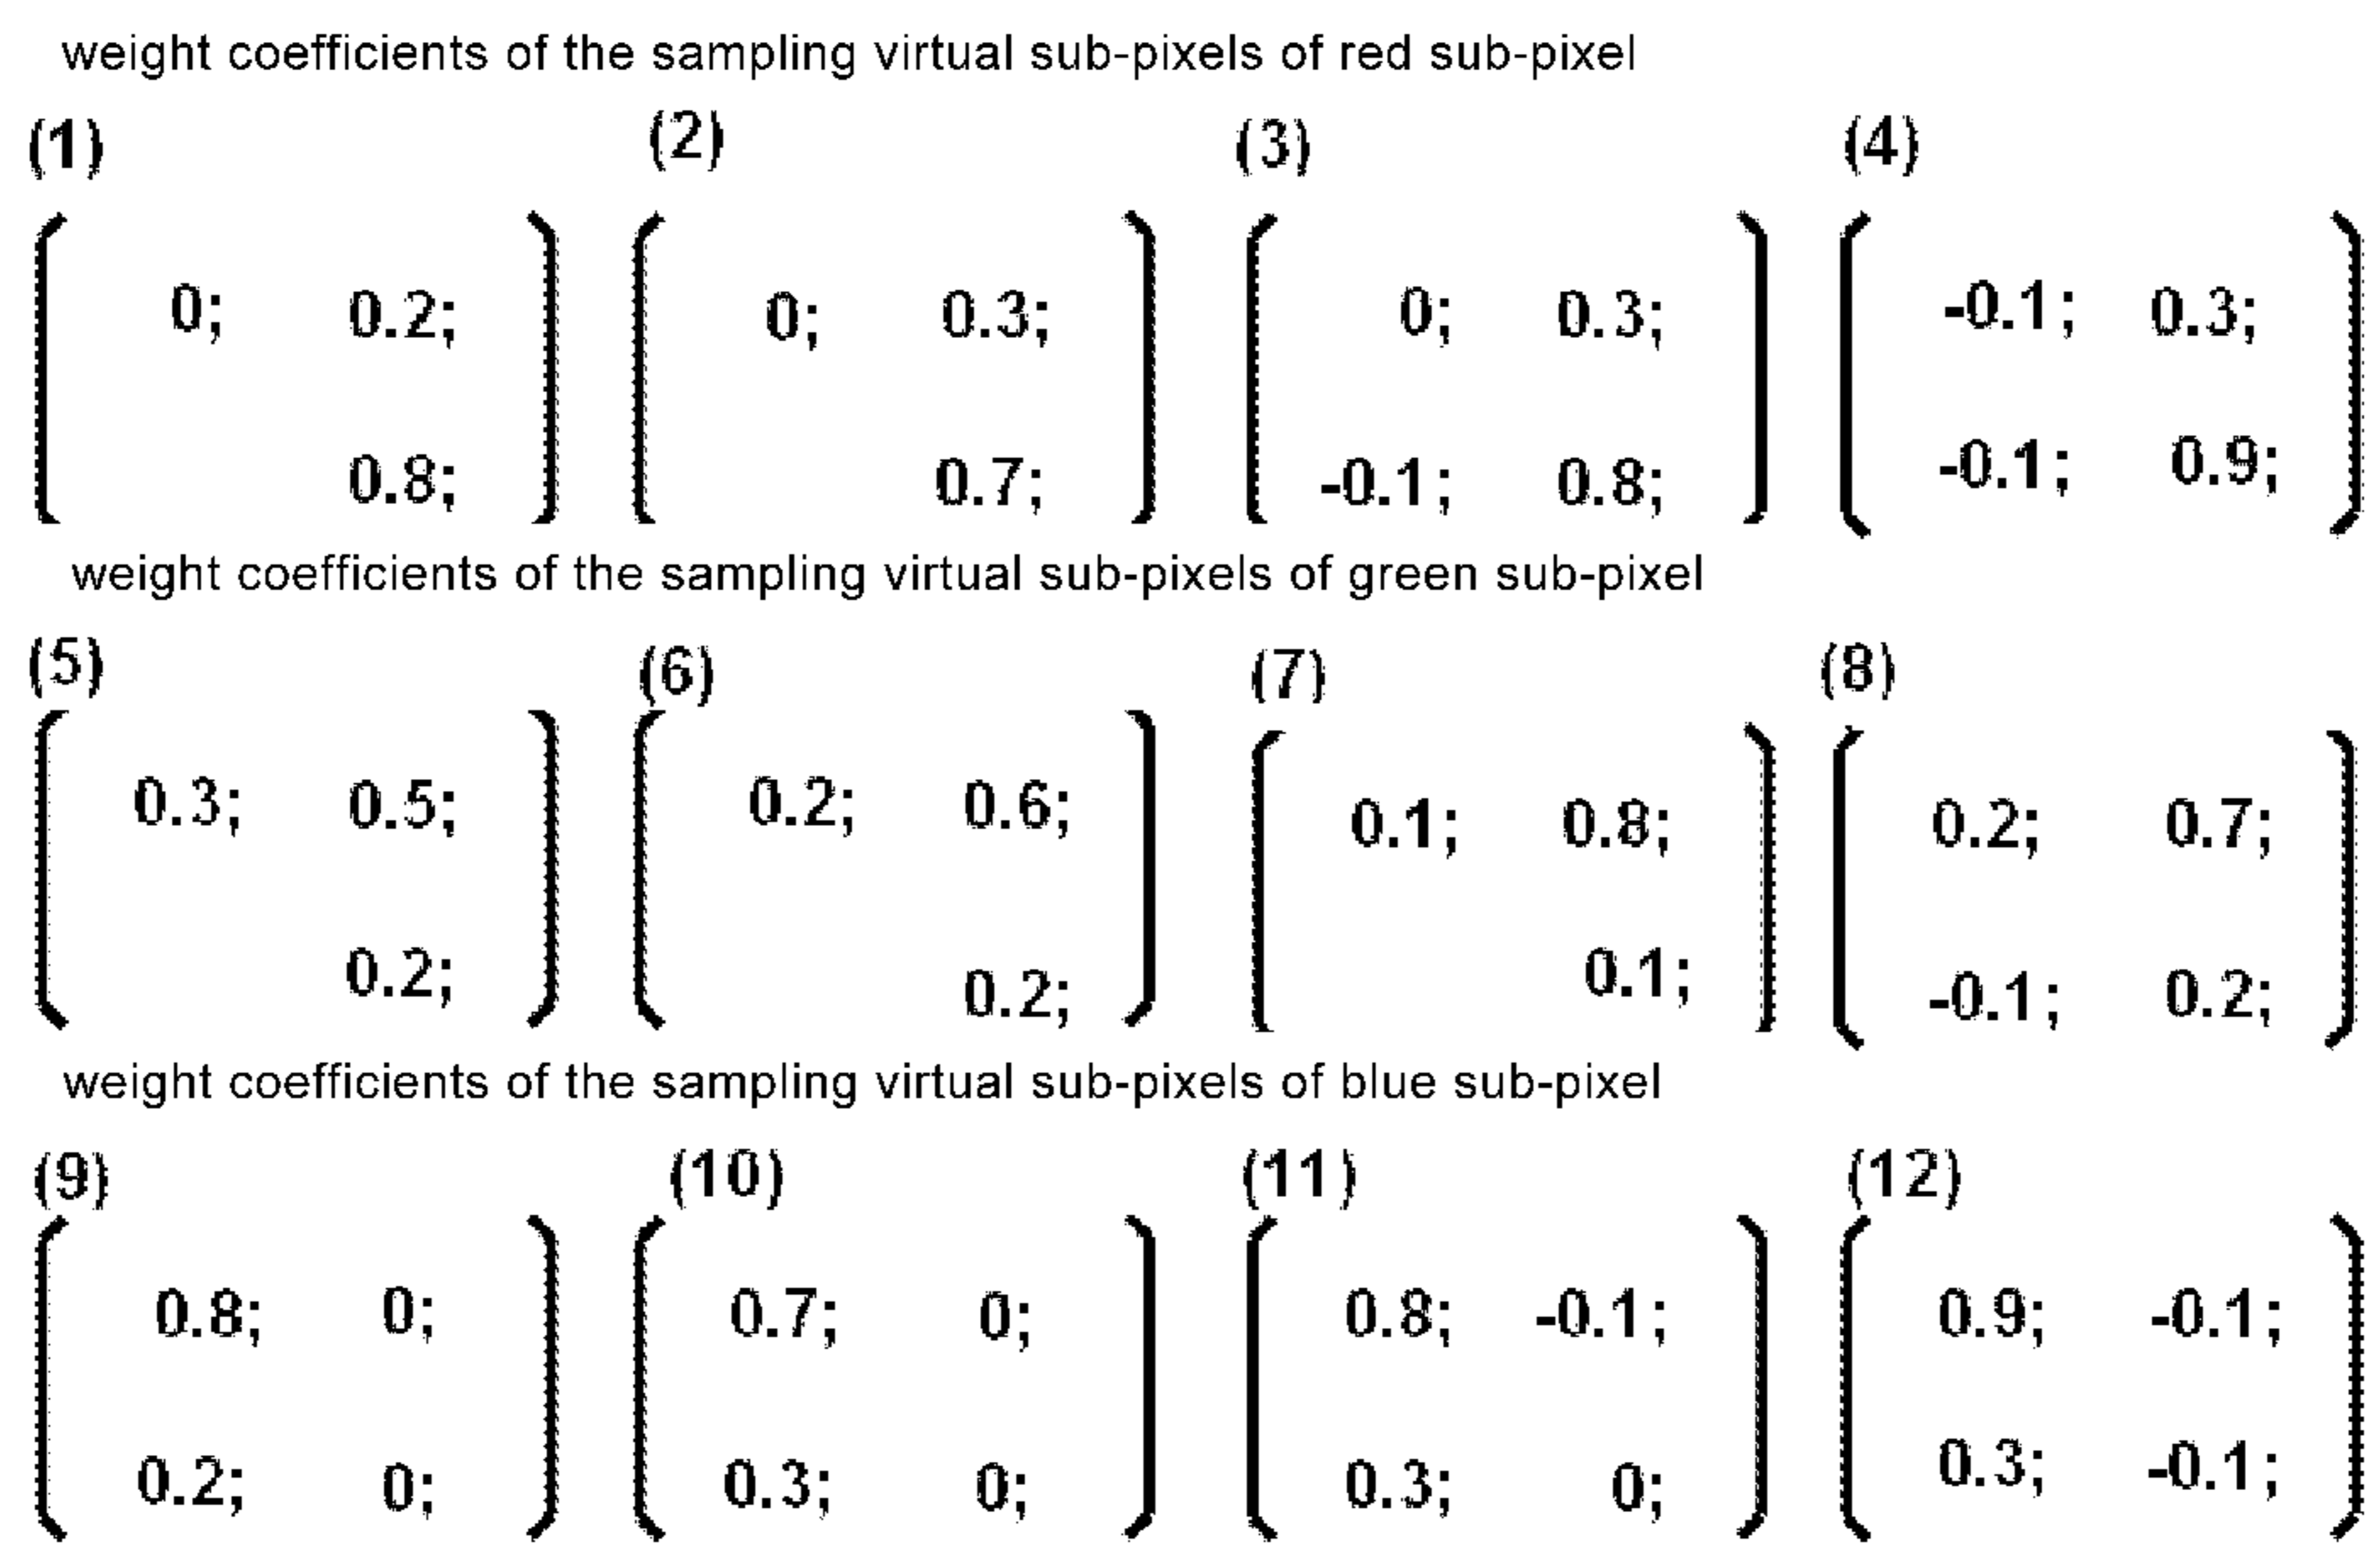 weight coefficients of the sampling virtual sub-pixels of red sub-pixel
(1) (2) (3) (4)
0; 0.2; 0; 0.3; 0; 0.3; -0.1; 0.3;
0.8; 0.7; -0.1; 0.8; -0.1; 0.9;
weight coefficients of the sampling virtual sub-pixels of green sub-pixel
(5) (6) (7) (8)
0.3; 0.5; 0.2; 0.6; 0.1; 0.8; 0.2; 0.7;
0.2; 0.2; 0.1; -0.1; 0.2;
weight coefficients of the sampling virtual sub-pixels of blue sub-pixel
(9) (10) (11) (12)
0.8; 0; 0.7; 0; 0.8; -0.1; 0.9; -0.1;
0.2; 0; 0.3; 0; 0.3; 0; 0.3; -0.1;